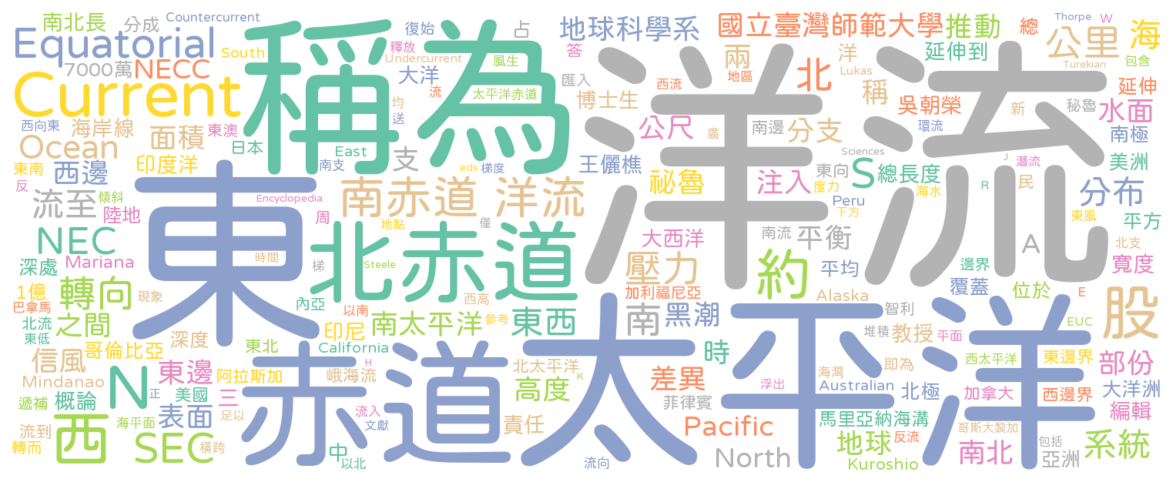 南北長 分成 Countercurrent 占 地球科學系 國立臺灣師範大學 推動 總 Thorpe W 海
Equatorial South 復始 釋放 Undercurrent 風生 答 兩 洋 地區 北 延伸到 公里 包含
7000萬 NECC 大洋 流 太平洋赤道 匯入 博士生 西流 Lukas 稱 Turekian 延伸
Current 稱為 洋流 均 送 廣 吳朝榮 新 秘魯 水面
西向東 海岸線 面積 東澳 公尺 南邊 分支 環流 南極
Ocean 日本 南支 East eds 梯度 支 王儷樵 東向 S 總長度 Sciences J 潛流 美洲
東南 西邊 印度洋 反 傾斜 Encyclopedia 南赤道 洋流 祕魯 注入 Peru 度力 海水 R 民 分布
流至 陸地 周 地點 僅 下方 東風 平方
NEC 東 北赤道 大西洋 南流 平衡 A 北支
深處 Mariana 時間 梯 Steele 壓力 約 平均 邊界 寬度
1億 轉向 內亞 以南 西高 加利福尼亞 覆蓋 位於 E 股
巴拿馬 現象 Alaska 智利 EUC
北流 之間 深度 印尼 南太平洋 參考 東西 南 黑潮 時 堆積 教授 平面
東低 信風 哥倫比亞 東北 California 北太平洋 太平洋 即為 西太平洋 東邊界 部份
Mindanao N 東邊 阿拉斯加 H 峨海流 高度 K 差異 海灣 Australian 北極 加拿大 西邊界 大洋洲
遞補 概論 正 美國 三 赤道 浮出 菲律賓 編輯
西 海平面 表面 足以 流入 文獻 責任 Pacific 馬里亞納海溝 反流 哥斯大黎加
流到 SEC 中 North 地球 南北 包括 系統
轉而 橫跨 以北 流向 Kuroshio 亞洲